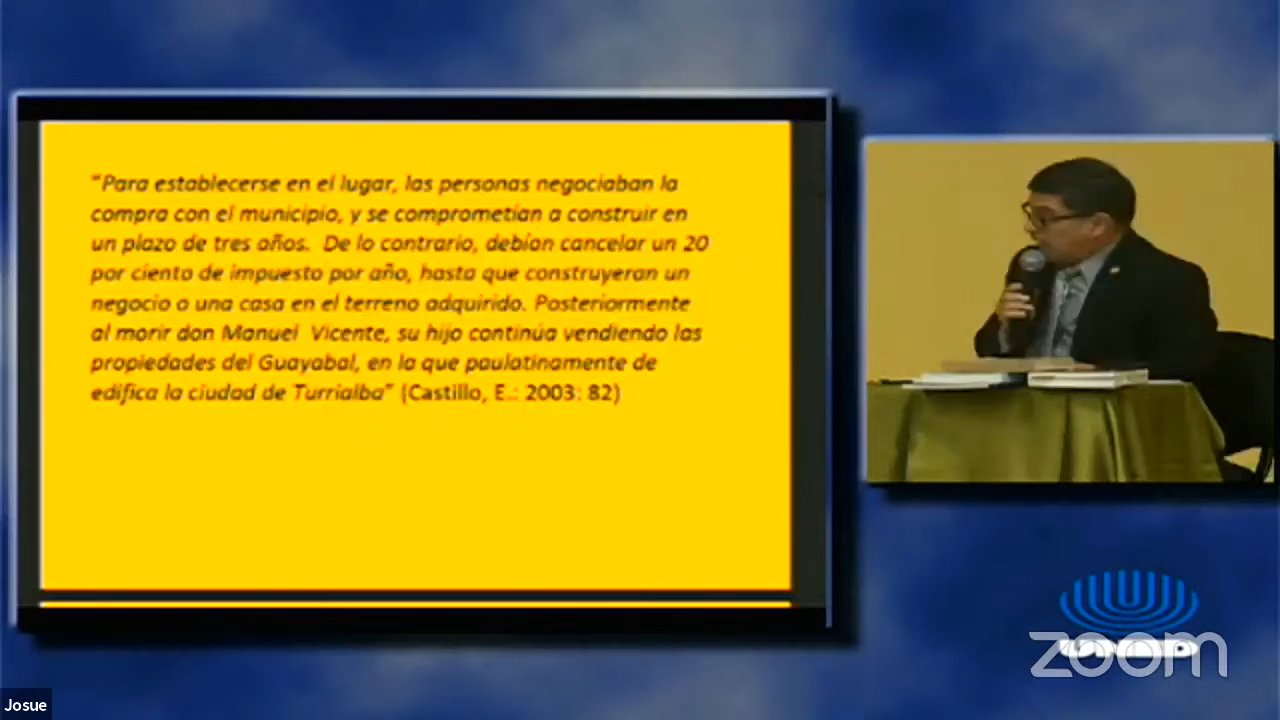 "Para establecerse en el lugar, las personas negociaban la
compra con el municipio, y se comprometían a construir en
un plazo de tres años. De lo contrario, debían cancelar un 20
por ciento de impuesto por año, hasta que construyeran un
negocio o una casa en el terreno adquirido. Posteriormente
al morir don Manuel Vicente, su hijo continúa vendiendo las
propiedades del Guayabal, en la que paulatinamente de
edifica la ciudad de Turrialba" (Castillo, E.: 2003: 82)
zoom
Josue